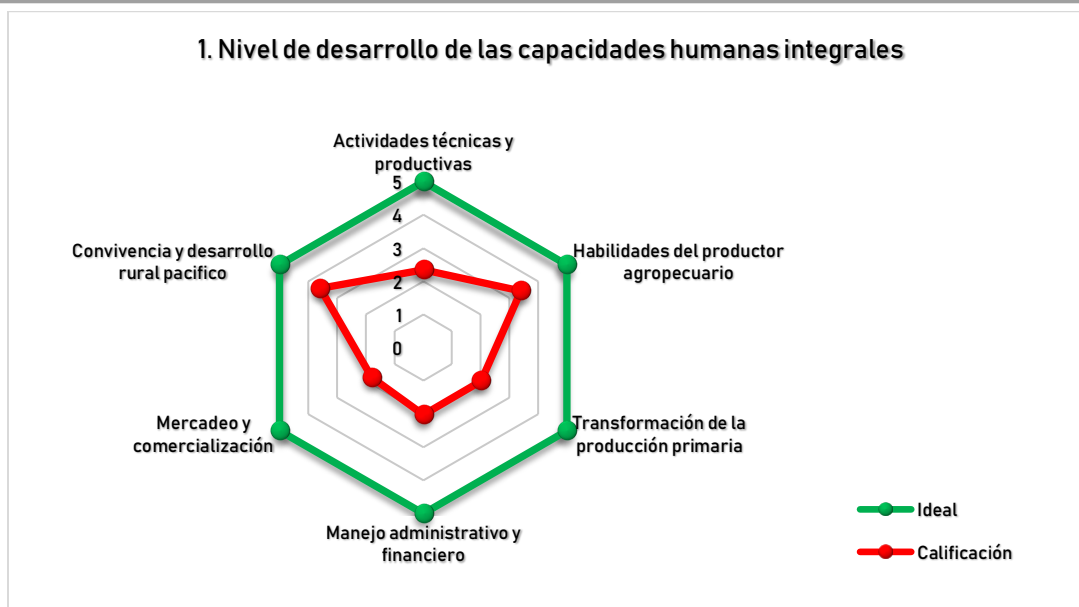 1. Nivel de desarrollo de las capacidades humanas integrales
Actividades técnicas y
productivas
5
4
3
2
1
0
Habilidades del productor
agropecuario
Convivencia y desarrollo
rural pacifico
Transformación de la
producción primaria
Mercadeo y
comercialización
Manejo administrativo y
financiero
Ideal
Calificación